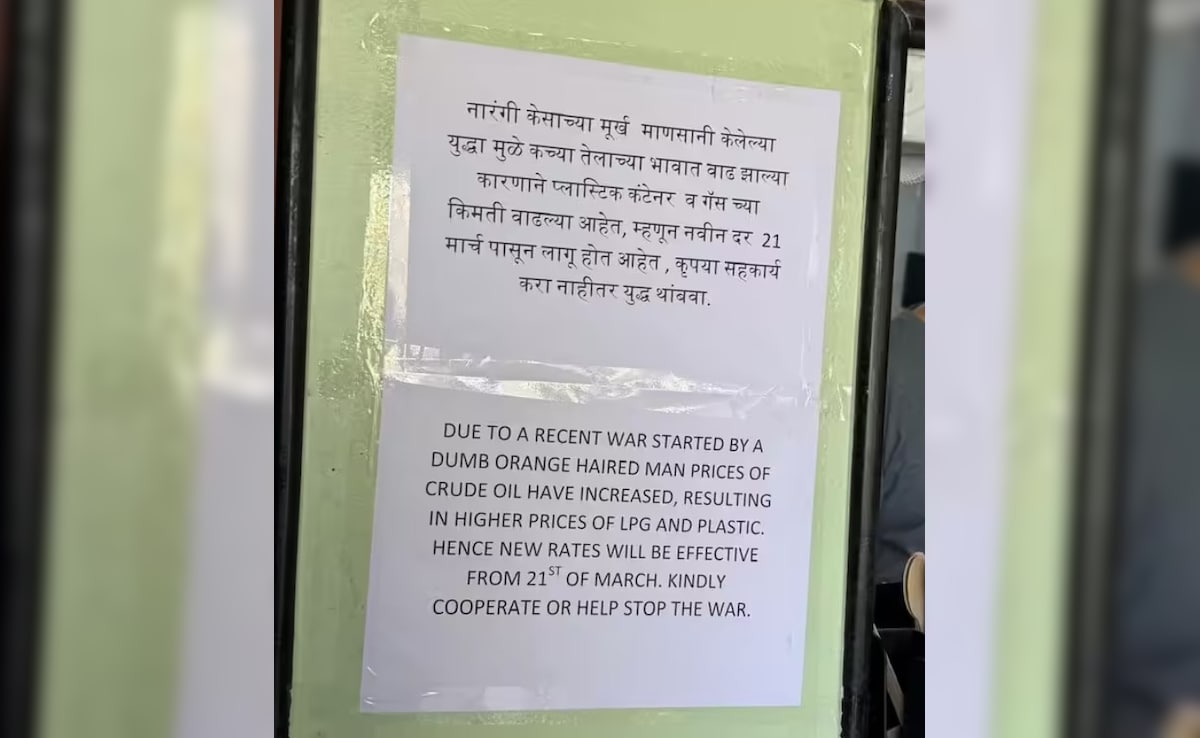 नारंगी केसाच्या मूर्ख माणसानी केलेल्या
युद्धा मुळे कच्या तेलाच्या भावात वाढ झाल्या
कारणाने प्लास्टिक कंटेनर व गॅस च्या
किमती वाढल्या आहेत, म्हणून नवीन दर 21
मार्च पासून लागू होत आहेत , कृपया सहकार्य
करा नाहीतर युद्ध थांबवा.
DUE TO A RECENT WAR STARTED BY A
DUMB ORANGE HAIRED MAN PRICES OF
CRUDE OIL HAVE INCREASED, RESULTING
IN HIGHER PRICES OF LPG AND PLASTIC.
HENCE NEW RATES WILL BE EFFECTIVE
FROM 21ST OF MARCH. KINDLY
COOPERATE OR HELP STOP THE WAR.